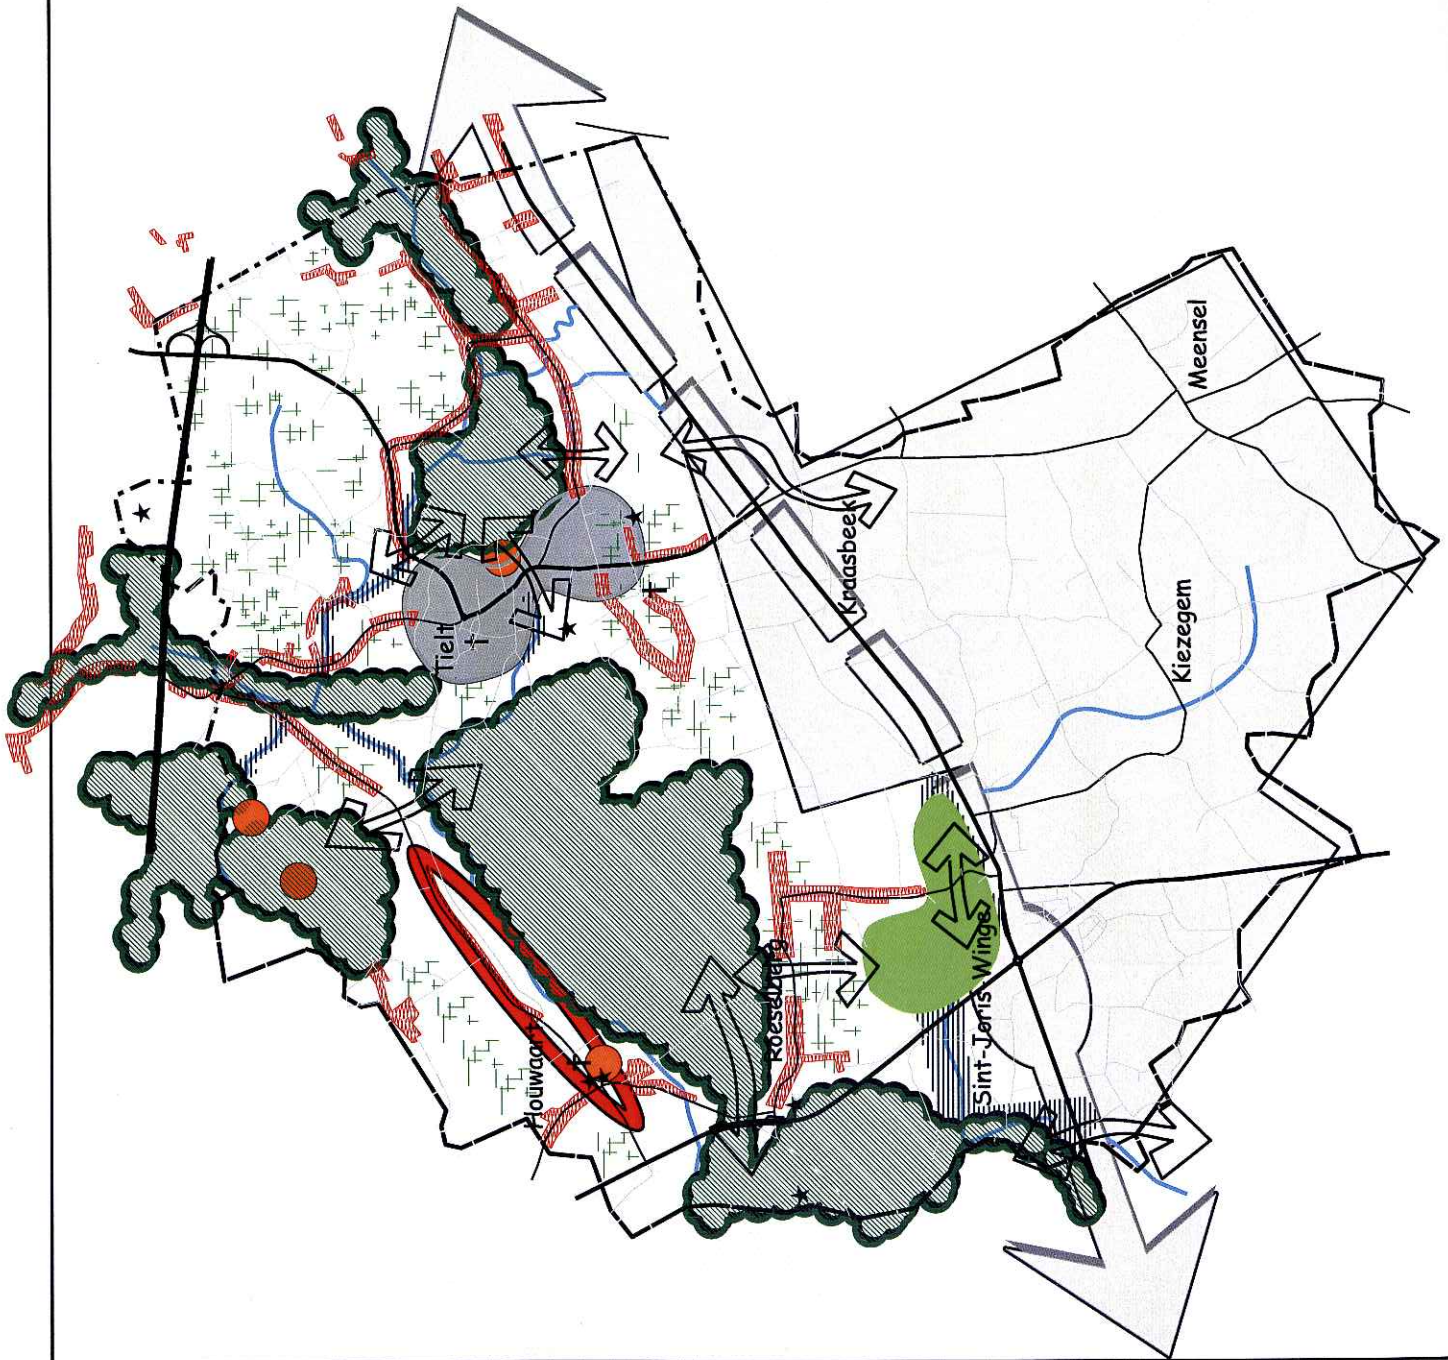 Meensel
Kraasbeek
Kiezegem
Tielt
Sint-Joris Winge
Roeselberg
Houwaart